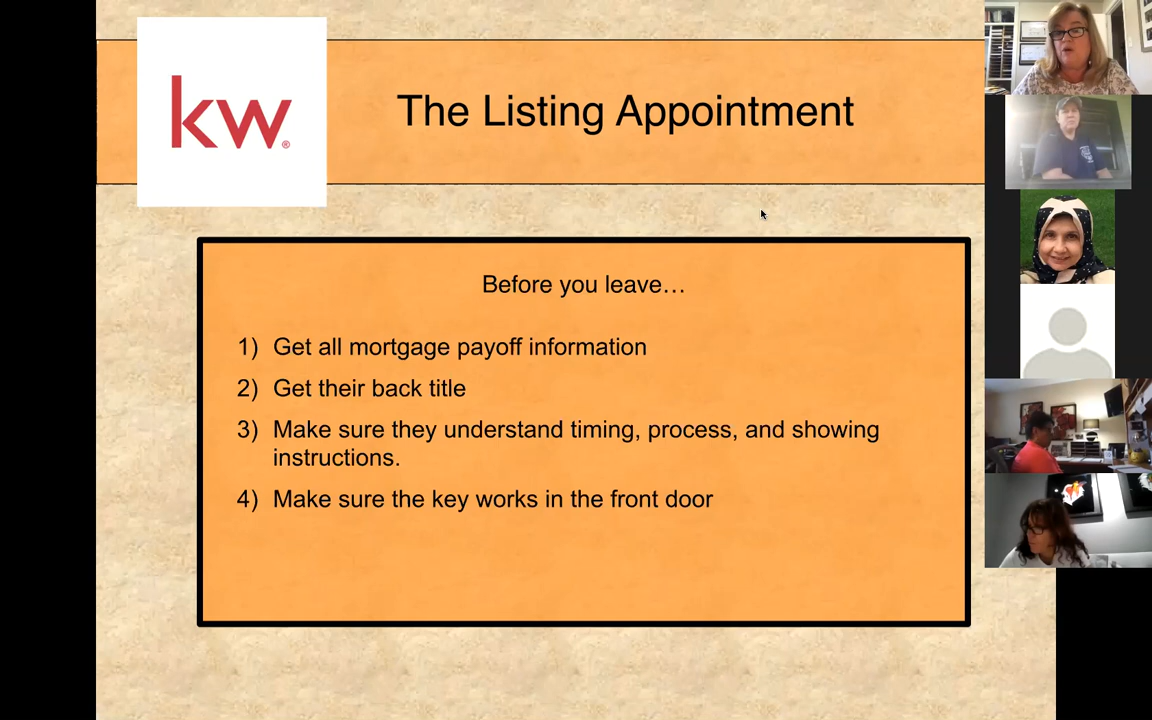 kw®
The Listing Appointment
Before you leave…
1) Get all mortgage payoff information
2) Get their back title
3) Make sure they understand timing, process, and showing
instructions.
4) Make sure the key works in the front door